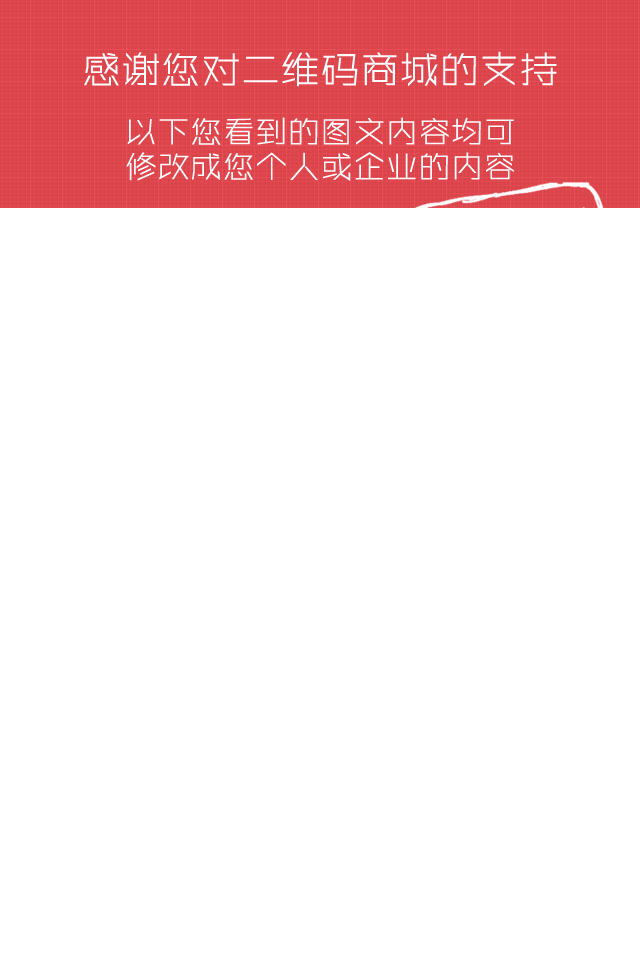 感谢您对二维码商城的支持
以下您看到的图文内容均可
修改成您个人或企业的内容